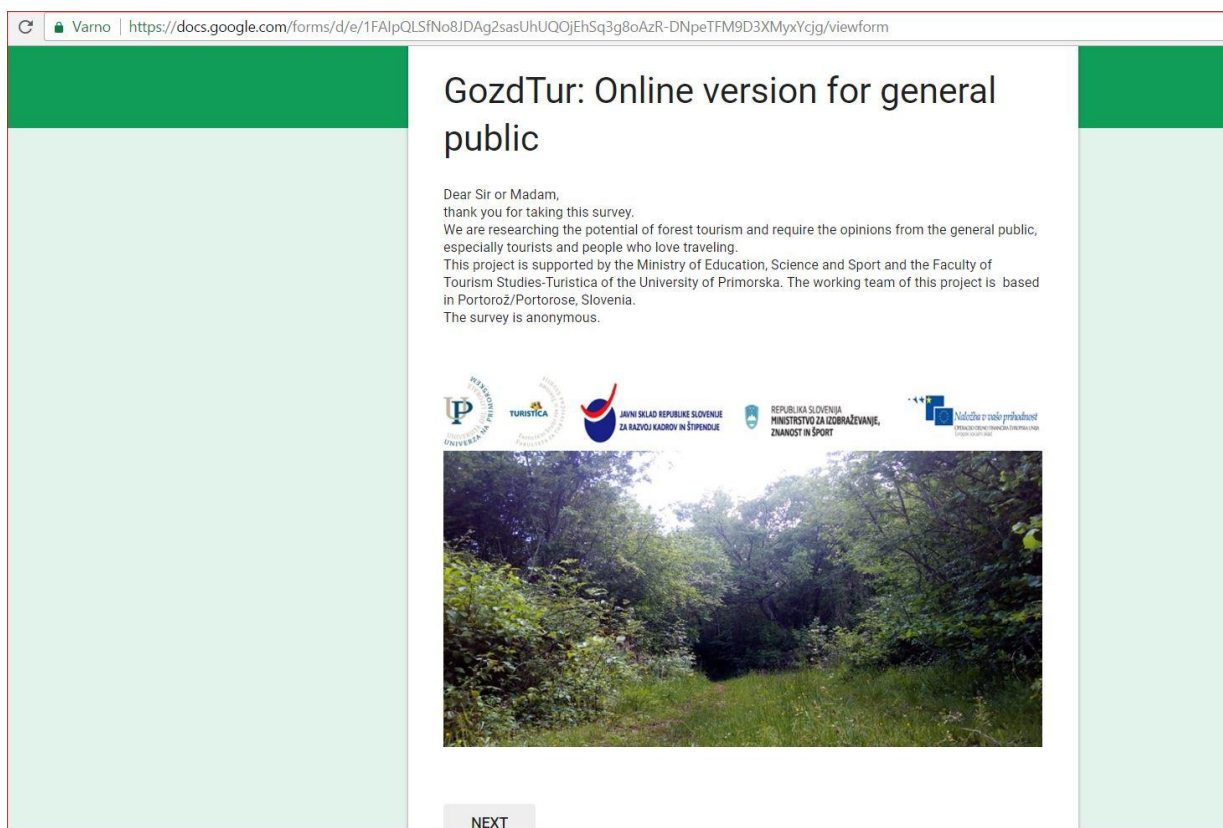 Varno | https://docs.google.com/forms/d/e/1FAIpQLSfNo8JDAg2sasUhUQOjEhSq3g8oAzR-DNpeTFM9D3XMyxYcjg/viewform
GozdTur: Online version for general
public
Dear Sir or Madam,
thank you for taking this survey.
We are researching the potential of forest tourism and require the opinions from the general public,
especially tourists and people who love traveling.
This project is supported by the Ministry of Education, Science and Sport and the Faculty of
Tourism Studies-Turistica of the University of Primorska. The working team of this project is based
in Portorož/Portorose, Slovenia.
The survey is anonymous.
UP
UNIVERZA NA PRIMORSKEM
TURISTICA
JAVNI SKLAD REPUBLIKE SLOVENIJE
ZA RAZVOJ KADROV IN ŠTIPENDIJE
REPUBLIKA SLOVENIJA
MINISTRSTVO ZA IZOBRAŽEVANJE,
ZNANOST IN ŠPORT
Naložba v vašo prihodnost
NEXT